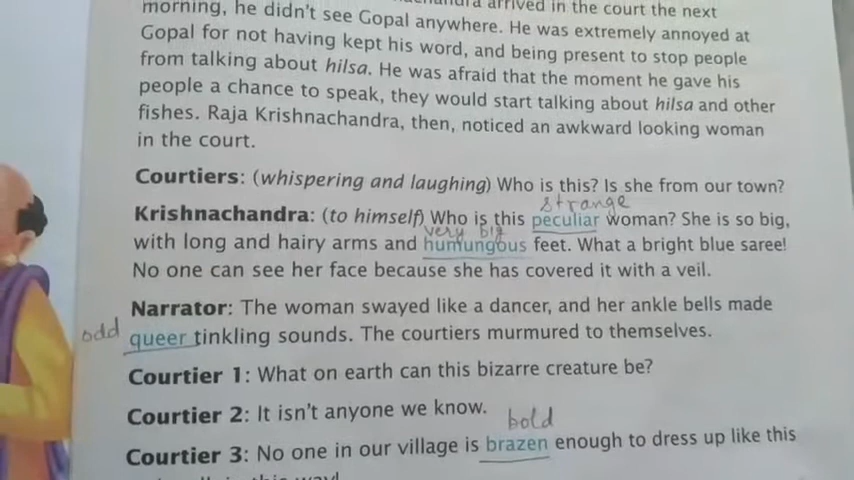 arrived in the court the next
morning, he didn't see Gopal anywhere. He was extremely annoyed at
Gopal for not having kept his word, and being present to stop people
from talking about hilsa. He was afraid that the moment he gave his
people a chance to speak, they would start talking about hilsa and other
fishes. Raja Krishnachandra, then, noticed an awkward looking woman
in the court.
Courtiers: (whispering and laughing) Who is this? Is she from our town?
strange
Krishnachandra: (to himself) Who is this peculiar woman? She is so big,
very big
with long and hairy arms and humungous feet. What a bright blue saree!
No one can see her face because she has covered it with a veil.
Narrator: The woman swayed like a dancer, and her ankle bells made
odd queer tinkling sounds. The courtiers murmured to themselves.
Courtier 1: What on earth can this bizarre creature be?
Courtier 2: It isn't anyone we know.
bold
Courtier 3: No one in our village is brazen enough to dress up like this